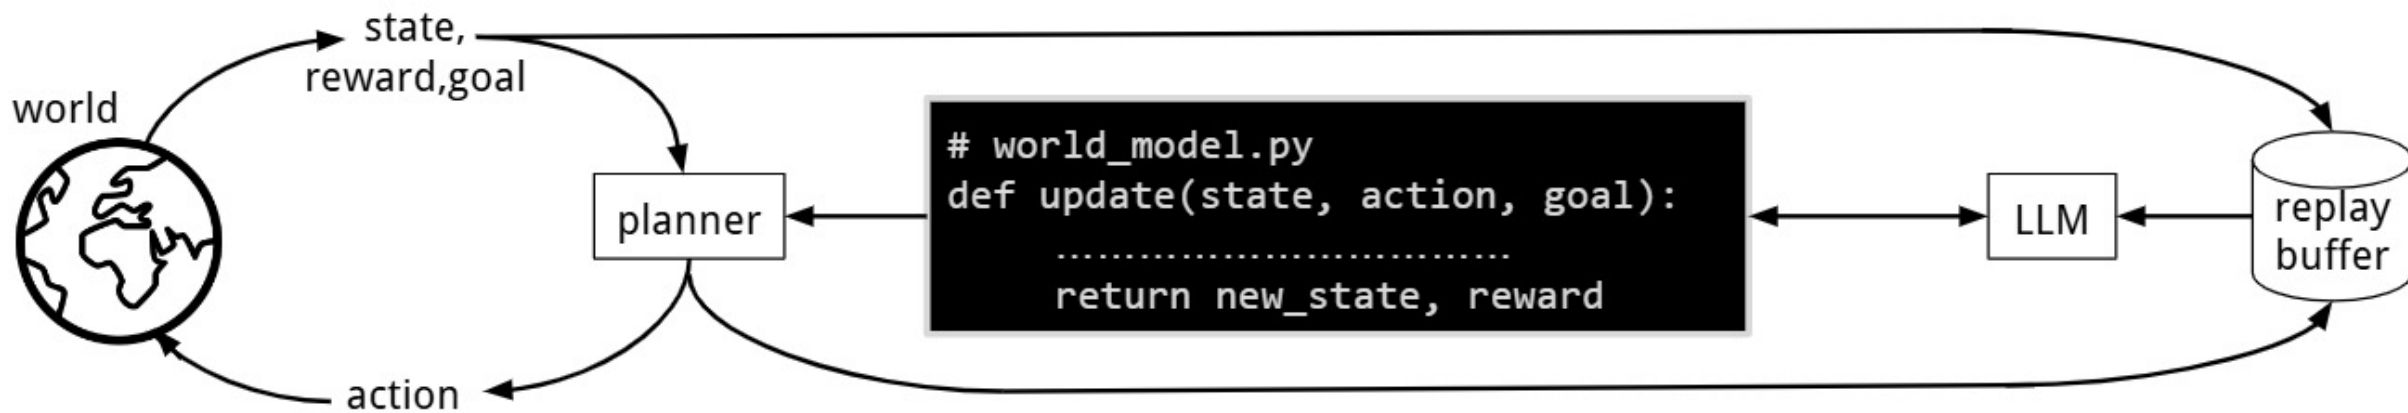 state,
reward,goal
world
# world_model.py
def update(state, action, goal):
.................................
return new_state, reward
planner
LLM
replay
buffer
action